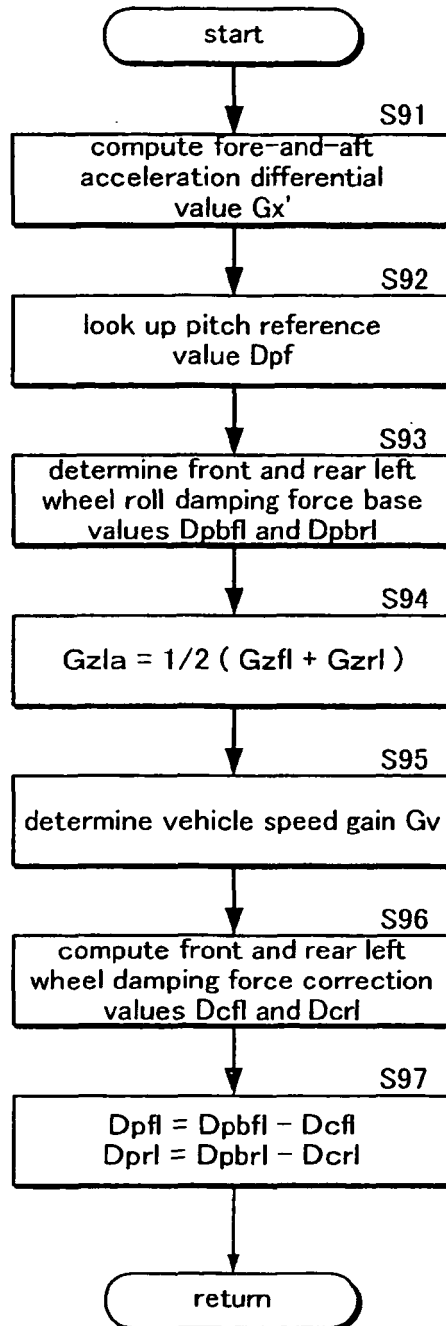 start
S91
compute fore-and-aft
acceleration differential
value Gx'
S92
look up pitch reference
value Dpf
S93
determine front and rear left
wheel roll damping force base
values Dpbfl and Dpbrl
S94
Gzla = 1/2 ( Gzfl + Gzrl )
S95
determine vehicle speed gain Gv
S96
compute front and rear left
wheel damping force correction
values Dcfl and Dcrl
S97
Dpfl = Dpbfl - Dcfl
Dprl = Dpbrl - Dcrl
return